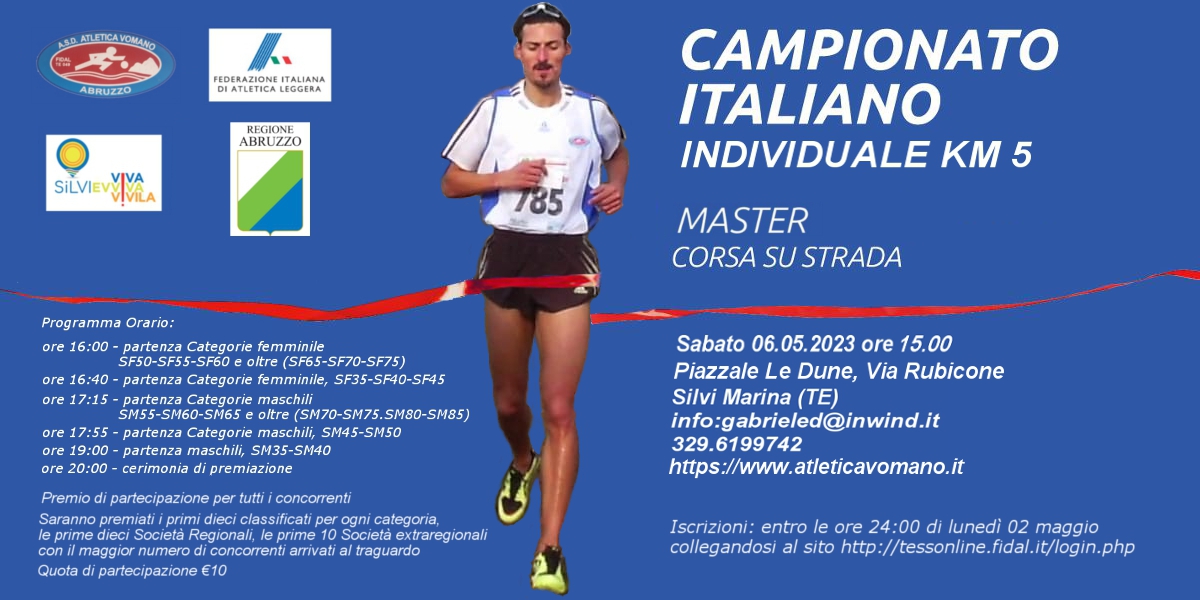 A.S.D. ATLETICA VOMANO
FIDAL
TE 048
ABRUZZO
FEDERAZIONE ITALIANA
DI ATLETICA LEGGERA
SiLVIEVVIVA
VIVA
VIVILA
REGIONE
ABRUZZO
785
CAMPIONATO
ITALIANO
INDIVIDUALE KM 5
MASTER
CORSA SU STRADA
Programma Orario:
ore 16:00 - partenza Categorie femminile
SF50-SF55-SF60 e oltre (SF65-SF70-SF75)
ore 16:40 - partenza Categorie femminile, SF35-SF40-SF45
ore 17:15 - partenza Categorie maschili
SM55-SM60-SM65 e oltre (SM70-SM75.SM80-SM85)
ore 17:55 - partenza Categorie maschili, SM45-SM50
ore 19:00 - partenza maschili, SM35-SM40
ore 20:00 - cerimonia di premiazione
Premio di partecipazione per tutti i concorrenti
Saranno premiati i primi dieci classificati per ogni categoria,
le prime dieci Società Regionali, le prime 10 Società extraregionali
con il maggior numero di concorrenti arrivati al traguardo
Quota di partecipazione €10
Sabato 06.05.2023 ore 15.00
Piazzale Le Dune, Via Rubicone
Silvi Marina (TE)
info:gabrieled@inwind.it
329.6199742
https://www.atleticavomano.it
Iscrizioni: entro le ore 24:00 di lunedì 02 maggio
collegandosi al sito http://tessonline.fidal.it/login.php